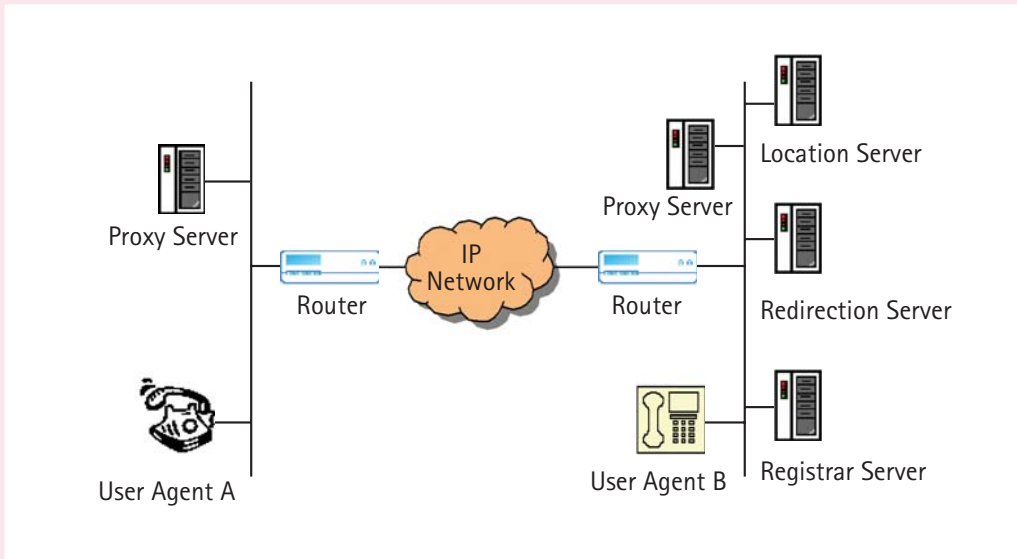 Location Server
Proxy Server
Proxy Server
IP
Network
Router
Router
Redirection Server
User Agent A
User Agent B
Registrar Server